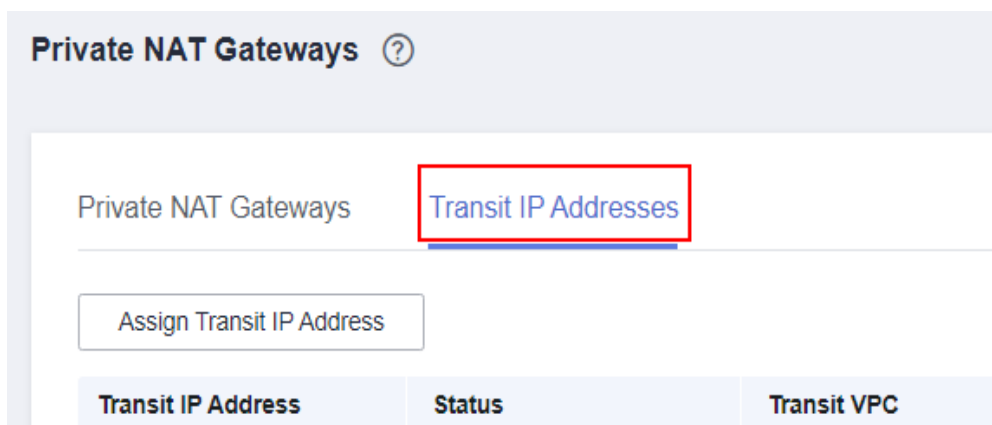 Private NAT Gateways ?
Private NAT Gateways Transit IP Addresses
Assign Transit IP Address
Transit IP Address Status Transit VPC